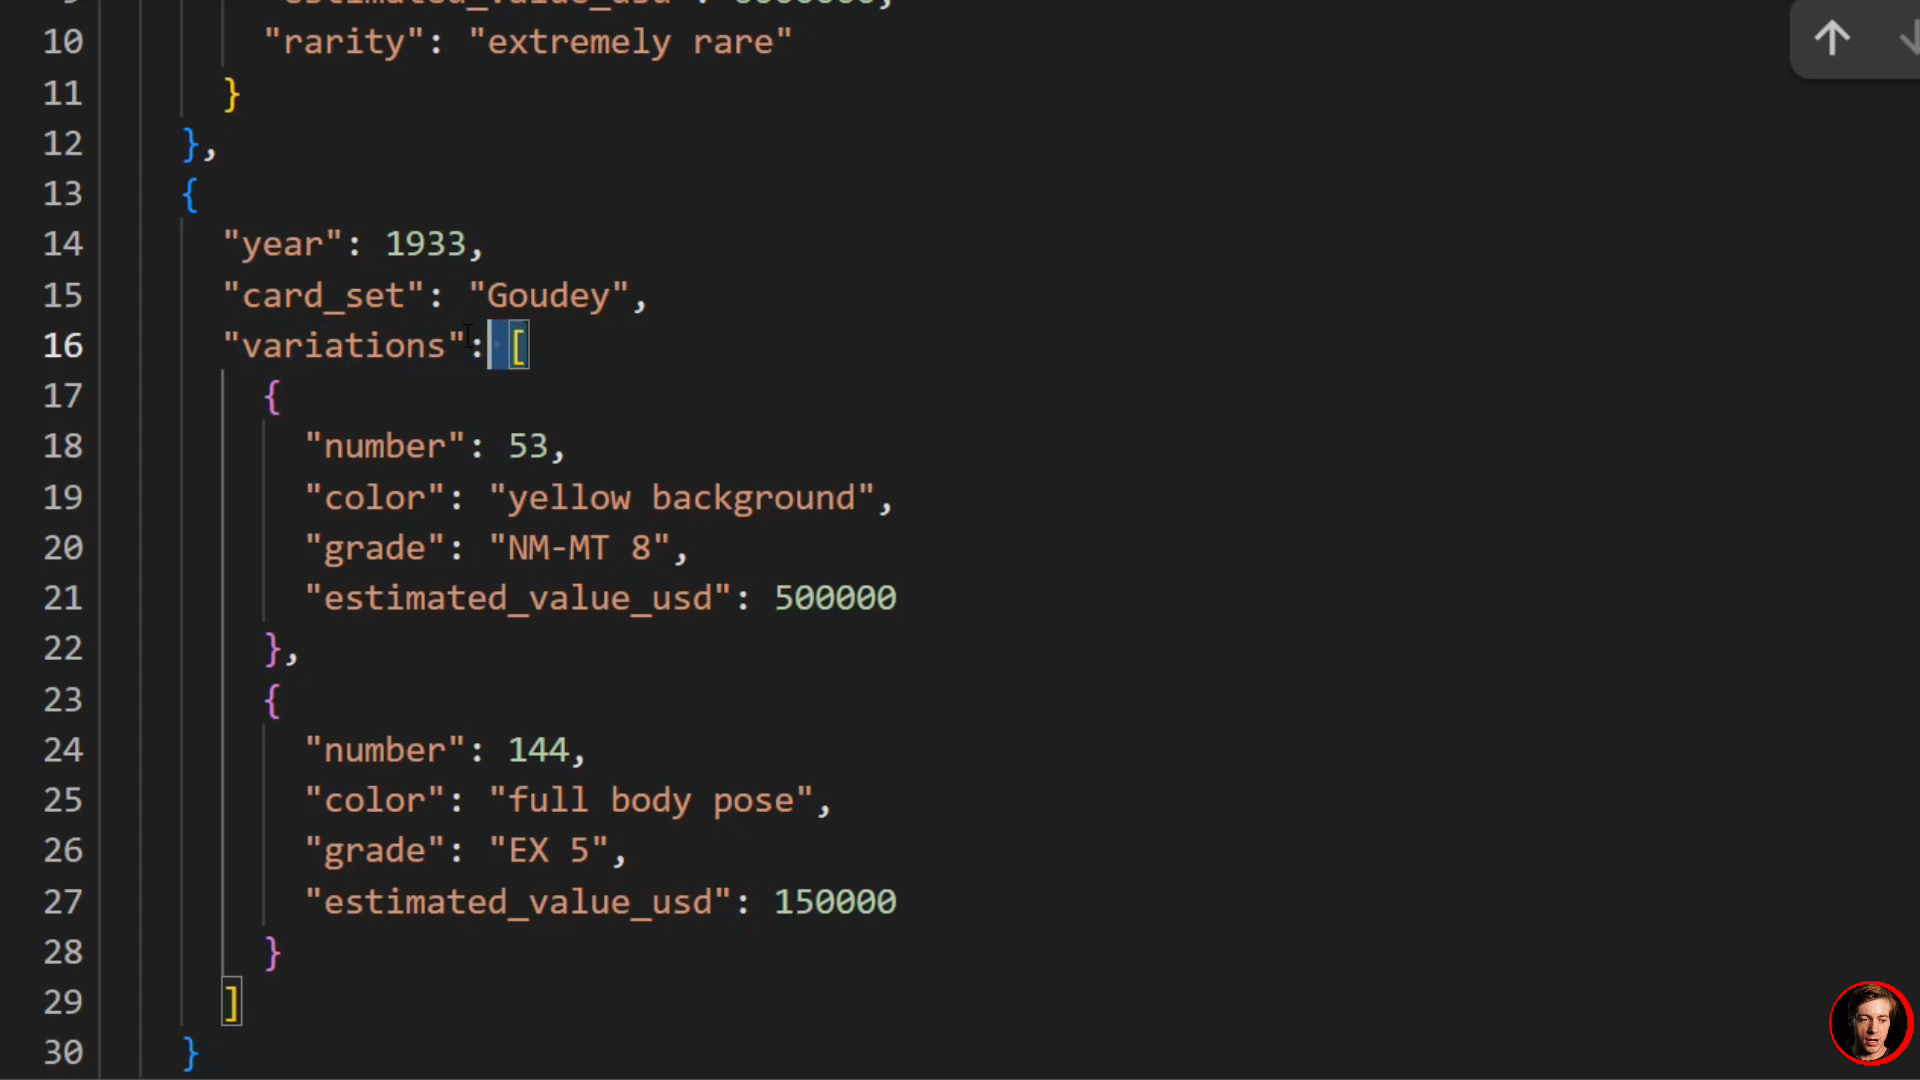 10 "rarity": "extremely rare"
11 }
12 },
13 {
14 "year": 1933,
15 "card_set": "Goudey",
16 "variations": [
17 {
18 "number": 53,
19 "color": "yellow background",
20 "grade": "NM-MT 8",
21 "estimated_value_usd": 500000
22 },
23 {
24 "number": 144,
25 "color": "full body pose",
26 "grade": "EX 5",
27 "estimated_value_usd": 150000
28 }
29 ]
30 }